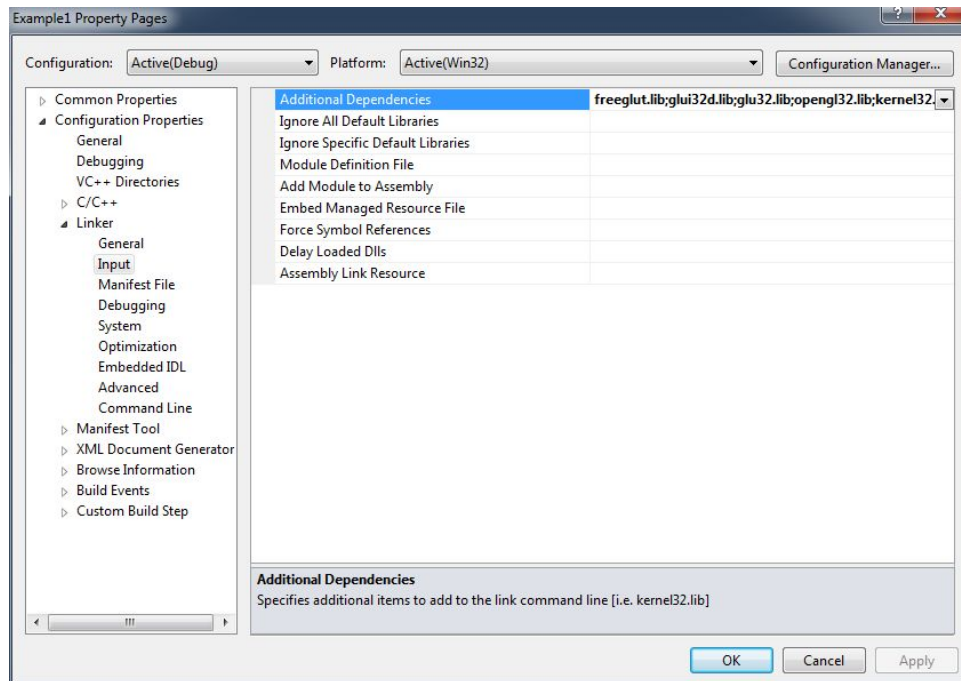 Example1 Property Pages
Configuration: Active(Debug) Platform: Active(Win32) Configuration Manager...
Common Properties
Configuration Properties
General
Debugging
VC++ Directories
C/C++
Linker
General
Input
Manifest File
Debugging
System
Optimization
Embedded IDL
Advanced
Command Line
Manifest Tool
XML Document Generator
Browse Information
Build Events
Custom Build Step
Additional Dependencies freeglut.lib;glui32d.lib;glu32.lib;opengl32.lib;kernel32.
Ignore All Default Libraries
Ignore Specific Default Libraries
Module Definition File
Add Module to Assembly
Embed Managed Resource File
Force Symbol References
Delay Loaded Dlls
Assembly Link Resource
Additional Dependencies
Specifies additional items to add to the link command line [i.e. kernel32.lib]
OK Cancel Apply